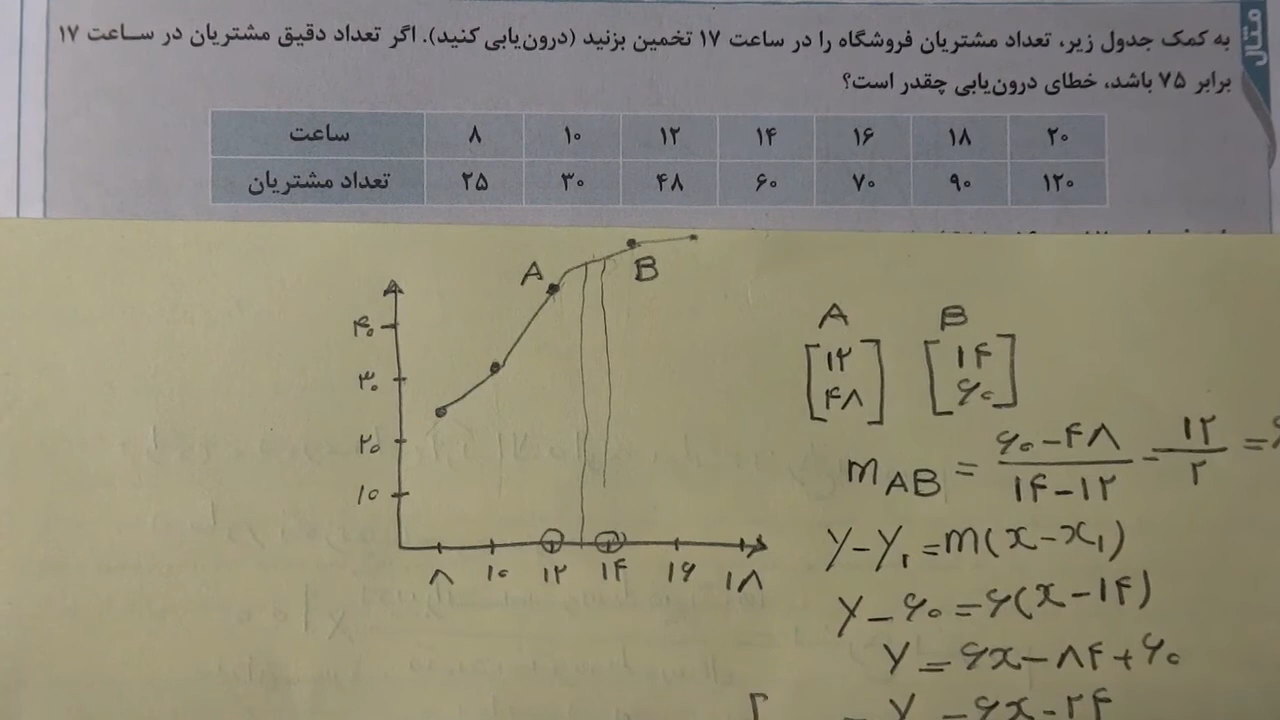 مثال
به کمک جدول زیر، تعداد مشتریان فروشگاه را در ساعت ۱۷ تخمین بزنید (درون‌یابی کنید). اگر تعداد دقیق مشتریان در ساعت ۱۷
برابر ۷۵ باشد، خطای درون‌یابی چقدر است؟
ساعت ۸ ۱۰ ۱۲ ۱۴ ۱۶ ۱۸ ۲۰
تعداد مشتریان ۲۵ ۳۰ ۴۸ ۶۰ ۷۰ ۹۰ ۱۲۰
A B
۴۰
۳۰
۲۰
۱۰
۸ ۱۰ ۱۲ ۱۴ ۱۶ ۱۸
A B
[۱۲ ۴۸] [۱۴ ۶۰]
m AB = ۶۰-۴۸ / ۱۴-۱۲ = ۱۲ / ۲ =
y-y₁=m(x-x₁)
y-۶۰=۶(x-۱۴)
y=۶x-۸۴+۶۰
y=۶x-۲۴